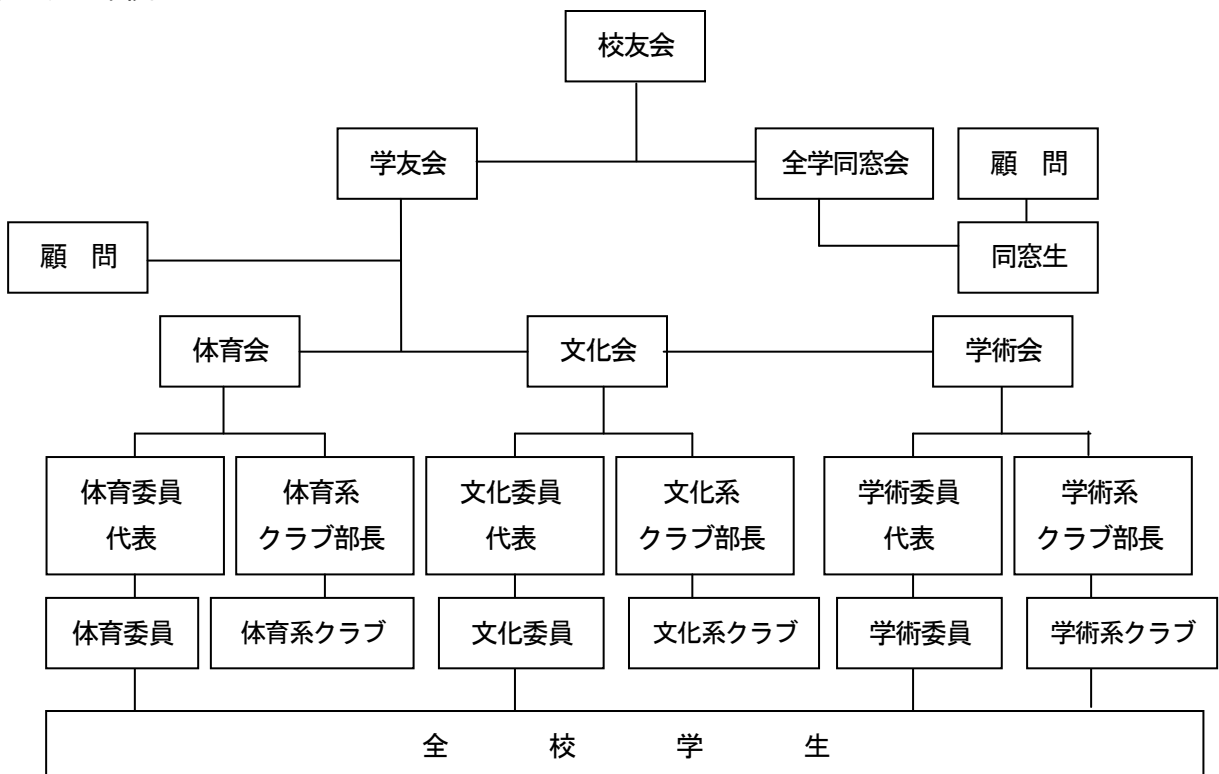 校友会
学友会
全学同窓会
顧 問
顧 問
同窓生
体育会
文化会
学術会
体育委員
代表
体育系
クラブ部長
文化委員
代表
文化系
クラブ部長
学術委員
代表
学術系
クラブ部長
体育委員
体育系クラブ
文化委員
文化系クラブ
学術委員
学術系クラブ
全 校 学 生